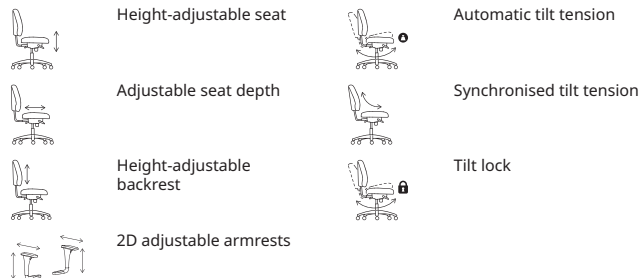 Height-adjustable seat
Adjustable seat depth
Height-adjustable
backrest
2D adjustable armrests
Automatic tilt tension
Synchronised tilt tension
Tilt lock